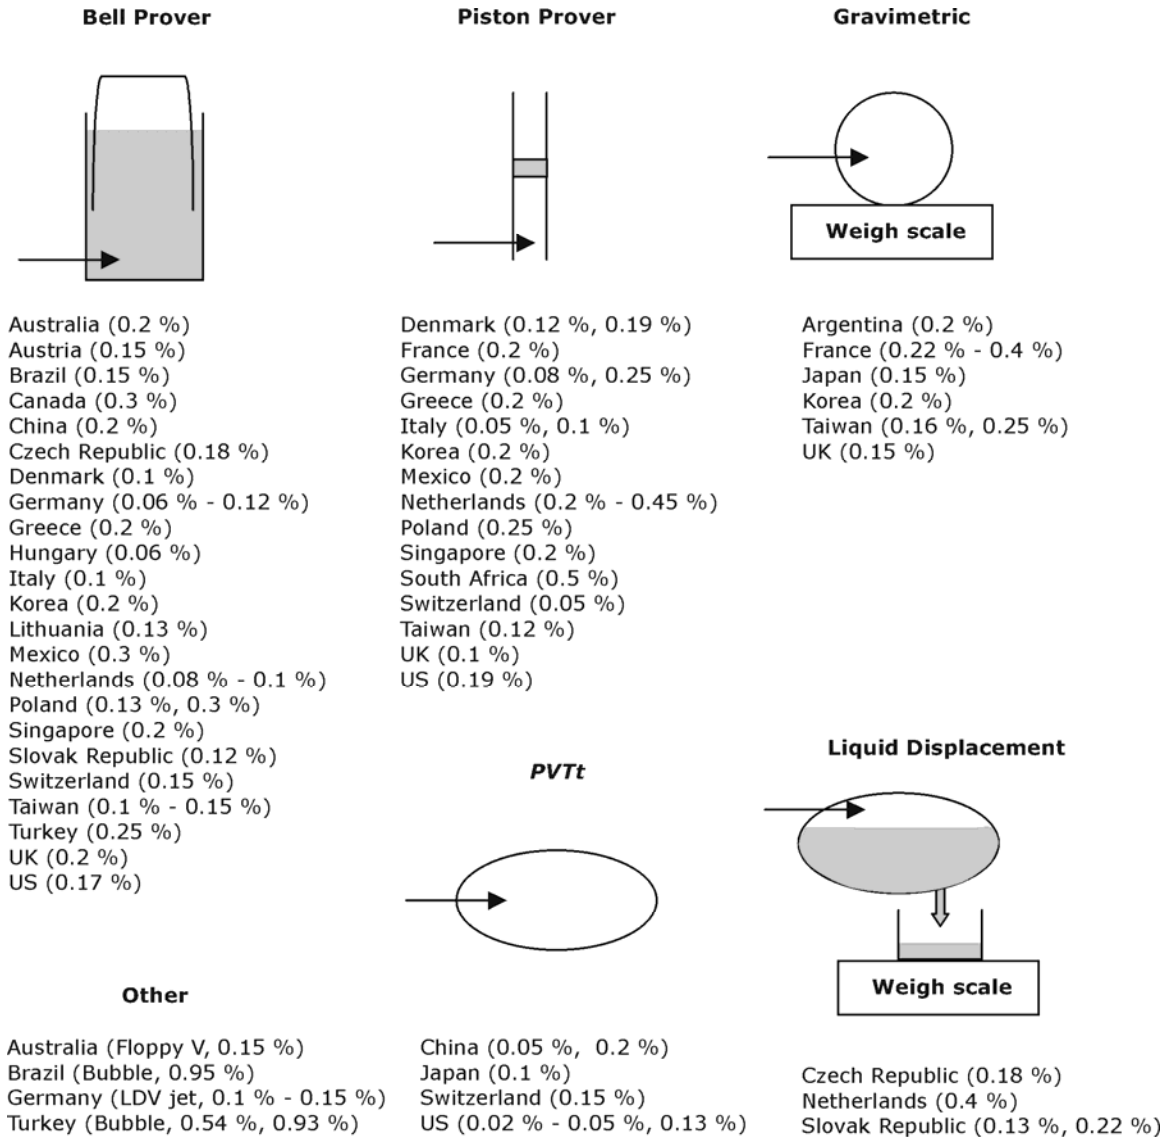 Bell Prover
Australia (0.2 %)
Austria (0.15 %)
Brazil (0.15 %)
Canada (0.3 %)
China (0.2 %)
Czech Republic (0.18 %)
Denmark (0.1 %)
Germany (0.06 % - 0.12 %)
Greece (0.2 %)
Hungary (0.06 %)
Italy (0.1 %)
Korea (0.2 %)
Lithuania (0.13 %)
Mexico (0.3 %)
Netherlands (0.08 % - 0.1 %)
Poland (0.13 %, 0.3 %)
Singapore (0.2 %)
Slovak Republic (0.12 %)
Switzerland (0.15 %)
Taiwan (0.1 % - 0.15 %)
Turkey (0.25 %)
UK (0.2 %)
US (0.17 %)
Piston Prover
Denmark (0.12 %, 0.19 %)
France (0.2 %)
Germany (0.08 %, 0.25 %)
Greece (0.2 %)
Italy (0.05 %, 0.1 %)
Korea (0.2 %)
Mexico (0.2 %)
Netherlands (0.2 % - 0.45 %)
Poland (0.25 %)
Singapore (0.2 %)
South Africa (0.5 %)
Switzerland (0.05 %)
Taiwan (0.12 %)
UK (0.1 %)
US (0.19 %)
Gravimetric
Weigh scale
Argentina (0.2 %)
France (0.22 % - 0.4 %)
Japan (0.15 %)
Korea (0.2 %)
Taiwan (0.16 %, 0.25 %)
UK (0.15 %)
Other
Australia (Floppy V, 0.15 %)
Brazil (Bubble, 0.95 %)
Germany (LDV jet, 0.1 % - 0.15 %)
Turkey (Bubble, 0.54 %, 0.93 %)
PVTt
China (0.05 %, 0.2 %)
Japan (0.1 %)
Switzerland (0.15 %)
US (0.02 % - 0.05 %, 0.13 %)
Liquid Displacement
Weigh scale
Czech Republic (0.18 %)
Netherlands (0.4 %)
Slovak Republic (0.13 %, 0.22 %)